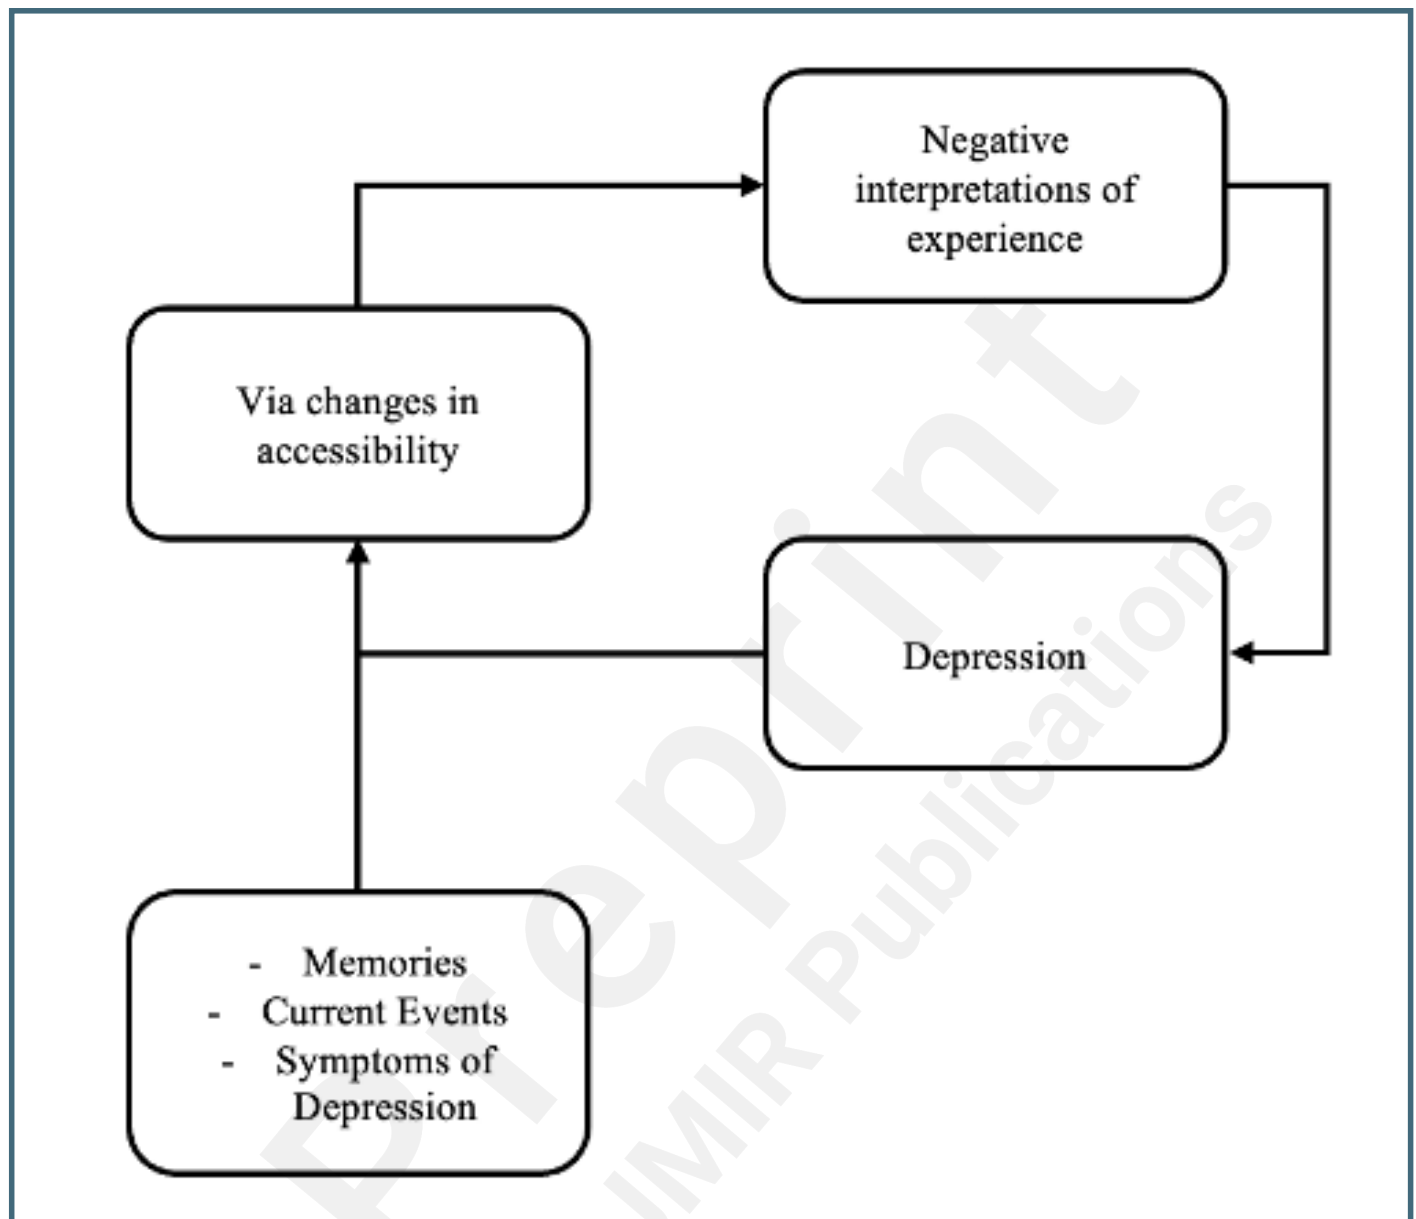 Negative
interpretations of
experience
Via changes in
accessibility
Depression
- Memories
- Current Events
- Symptoms of
Depression
Preprint
JMIR Publications